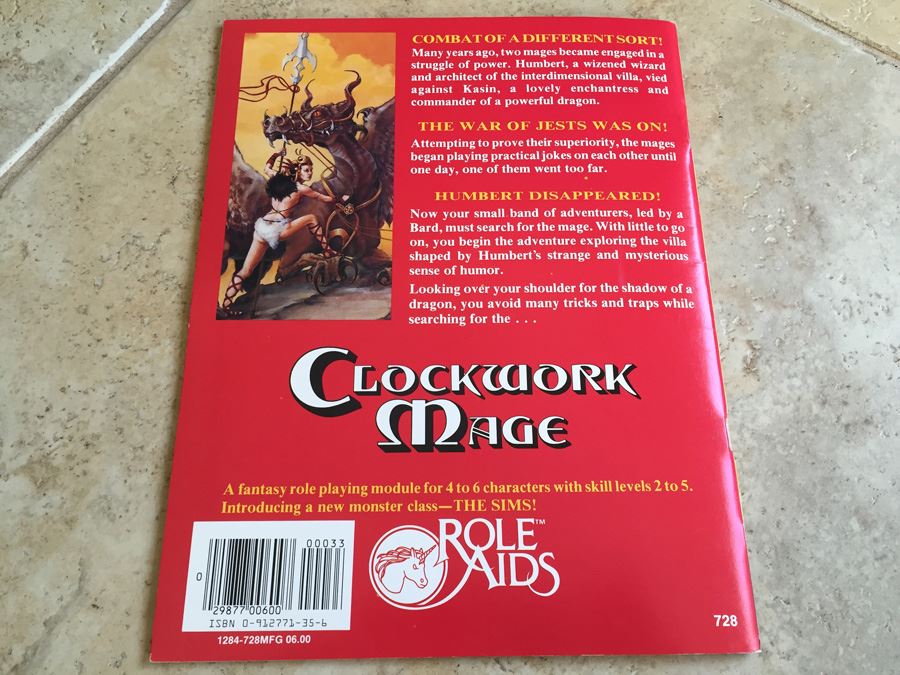 COMBAT OF A DIFFERENT SORT!
Many years ago, two mages became engaged in a
struggle of power. Humbert, a wizened wizard
and architect of the interdimensional villa, vied
against Kasin, a lovely enchantress and
commander of a powerful dragon.
THE WAR OF JESTS WAS ON!
Attempting to prove their superiority, the mages
began playing practical jokes on each other until
one day, one of them went too far.
HUMBERT DISAPPEARED!
Now your small band of adventurers, led by a
Bard, must search for the mage. With little to go
on, you begin the adventure exploring the villa
shaped by Humbert's strange and mysterious
sense of humor.
Looking over your shoulder for the shadow of a
dragon, you avoid many tricks and traps while
searching for the . . .
CLOCKWORK
MAGE
A fantasy role playing module for 4 to 6 characters with skill levels 2 to 5.
Introducing a new monster class—THE SIMS!
00033
0
29877 00600
ISBN 0-912771-35-6
1284-728MFG 06.00
ROLE™
AIDS
728